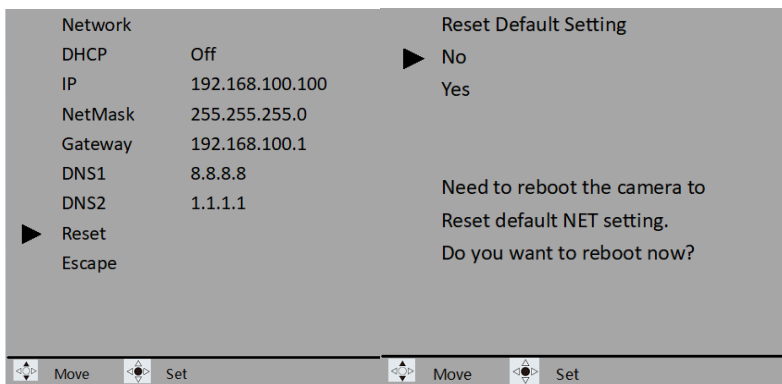 Network
DHCP Off
IP 192.168.100.100
NetMask 255.255.255.0
Gateway 192.168.100.1
DNS1 8.8.8.8
DNS2 1.1.1.1
Reset
Escape
Move Set
Reset Default Setting
No
Yes
Need to reboot the camera to
Reset default NET setting.
Do you want to reboot now?
Move Set